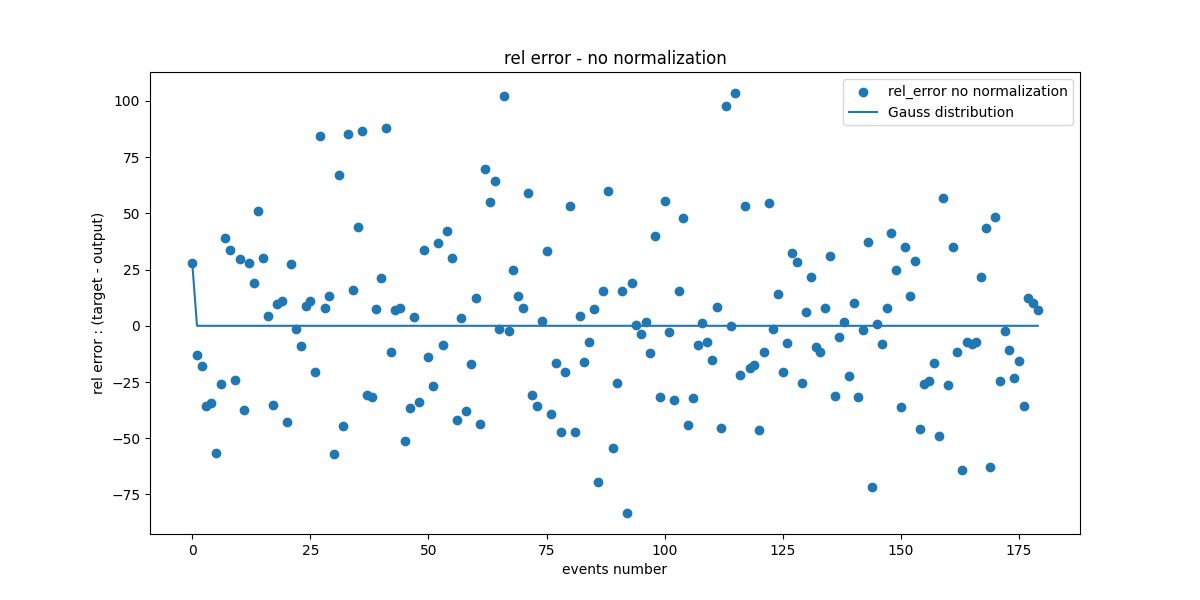 rel error - no normalization
rel_error no normalization
Gauss distribution
rel error : (target - output)
100
75
50
25
0
−25
−50
−75
0 25 50 75 100 125 150 175
events number